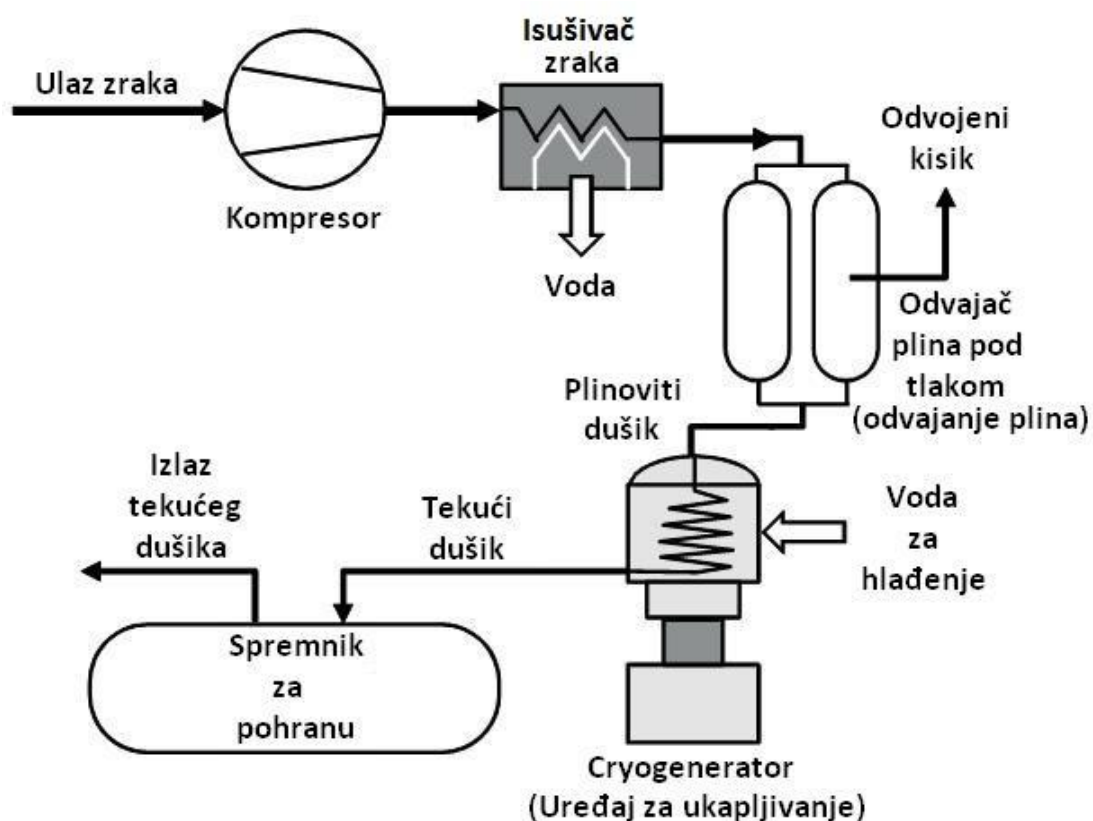 Ulaz zraka
Kompresor
Isušivač
zraka
Voda
Odvojeni
kisik
Odvajač
plina pod
tlakom
(odvajanje plina)
Plinoviti
dušik
Voda
za
hlađenje
Cryogenerator
(Uređaj za ukapljivanje)
Tekući
dušik
Izlaz
tekućeg
dušika
Spremnik
za
pohranu